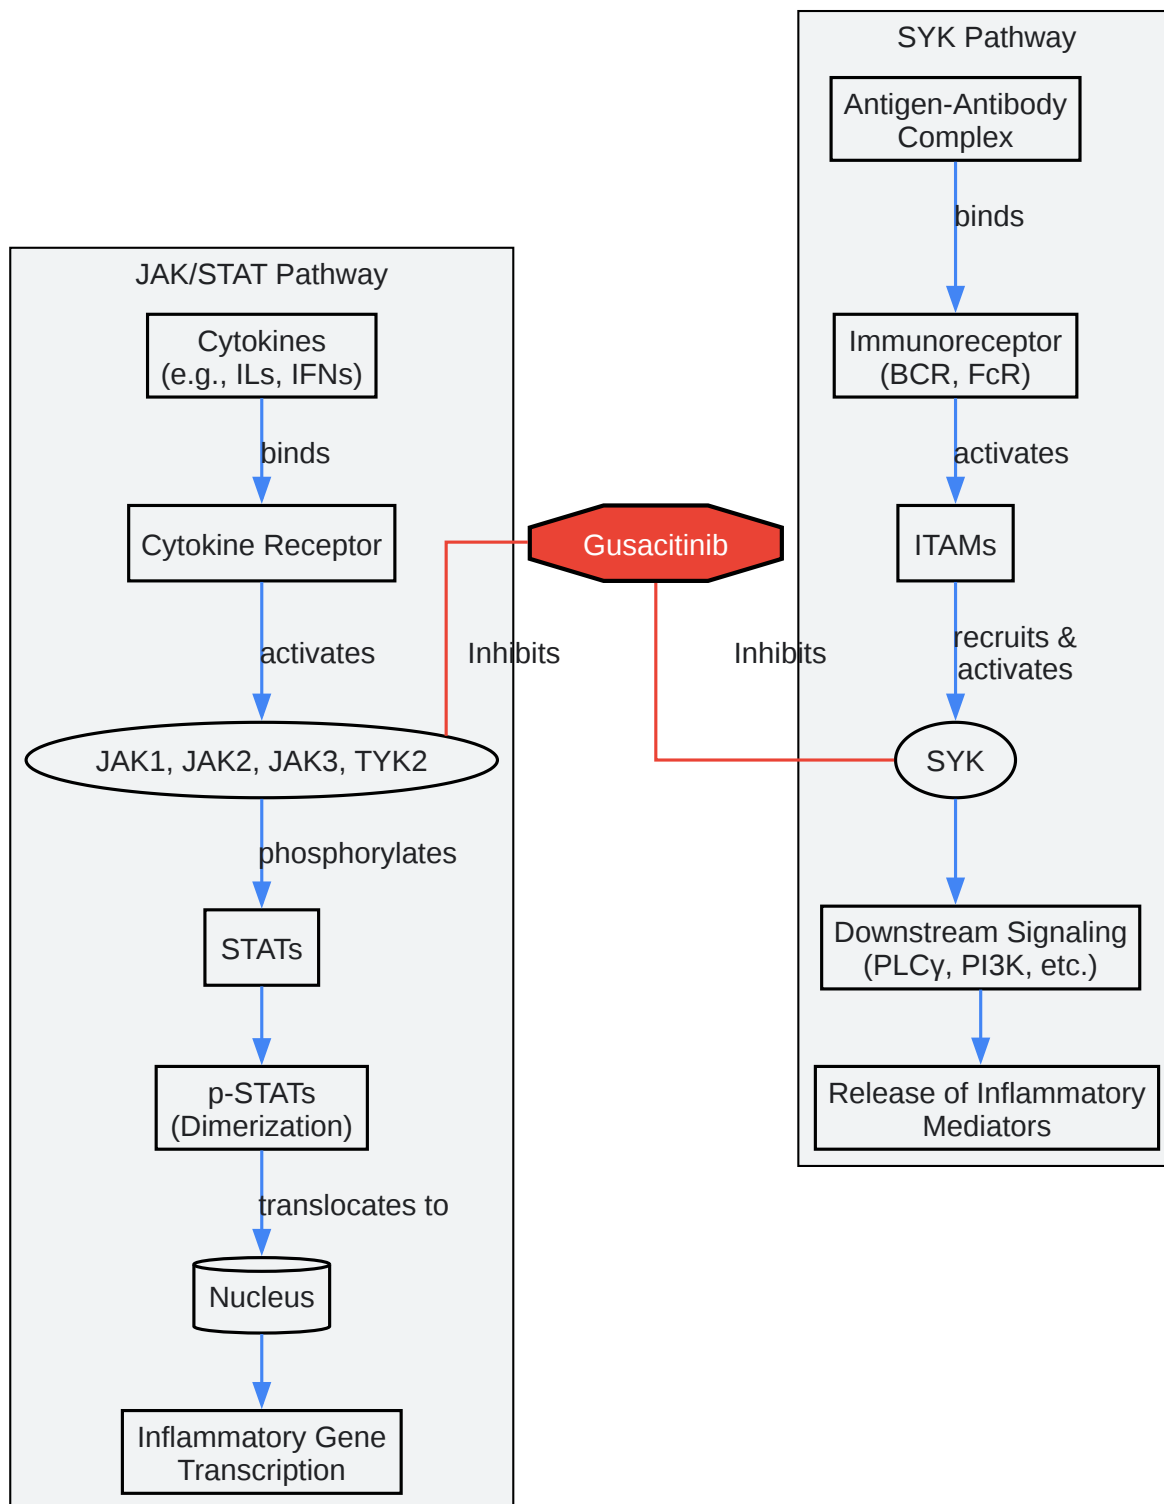 SYK Pathway
Antigen-Antibody
Complex
binds
Immunoreceptor
(BCR, FcR)
activates
ITAMs
recruits &
activates
SYK
Downstream Signaling
(PLCγ, PI3K, etc.)
Release of Inflammatory
Mediators
JAK/STAT Pathway
Cytokines
(e.g., ILs, IFNs)
binds
Cytokine Receptor
activates
JAK1, JAK2, JAK3, TYK2
phosphorylates
STATs
p-STATs
(Dimerization)
translocates to
Nucleus
Inflammatory Gene
Transcription
Gusacitinib
Inhibits
Inhibits